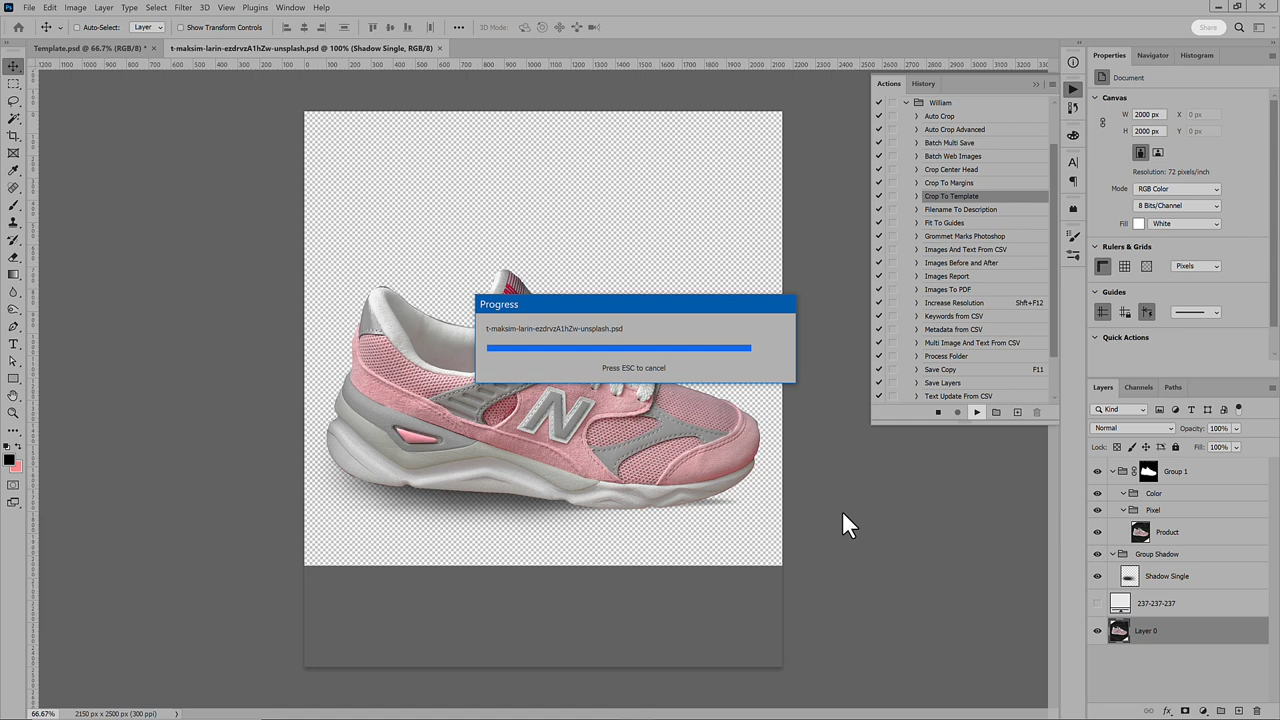 File Edit Image Layer Type Select Filter 3D View Plugins Window Help
Auto-Select: Layer Show Transform Controls 3D Mode: Share
Template.psd @ 66.7% (RGB/8) * × t-maksim-larin-ezdrvzA1hZw-unsplash.psd @ 100% (Shadow Single, RGB/8) ×
Actions History
William
Auto Crop
Auto Crop Advanced
Batch Multi Save
Batch Web Images
Crop Center Head
Crop To Margins
Crop To Template
Filename To Description
Fit To Guides
Grommet Marks Photoshop
Images And Text From CSV
Images Before and After
Images Report
Images To PDF
Increase Resolution Shft+F12
Keywords from CSV
Metadata from CSV
Multi Image And Text From CSV
Process Folder
Save Copy F11
Save Layers
Text Update From CSV
Progress
t-maksim-larin-ezdrvzA1hZw-unsplash.psd
Press ESC to cancel
N
Properties Navigator Histogram
Document
Canvas
W 2000 px X 0 px
H 2000 px Y 0 px
Resolution: 72 pixels/inch
Mode RGB Color
8 Bits/Channel
Fill White
Rulers & Grids
Pixels
Guides
Quick Actions
Layers Channels Paths
Kind
Normal Opacity: 100%
Lock: Fill: 100%
Group 1
Color
Pixel
Product
Group Shadow
Shadow Single
237-237-237
Layer 0
66.67% 2150 px x 2500 px (300 ppi)